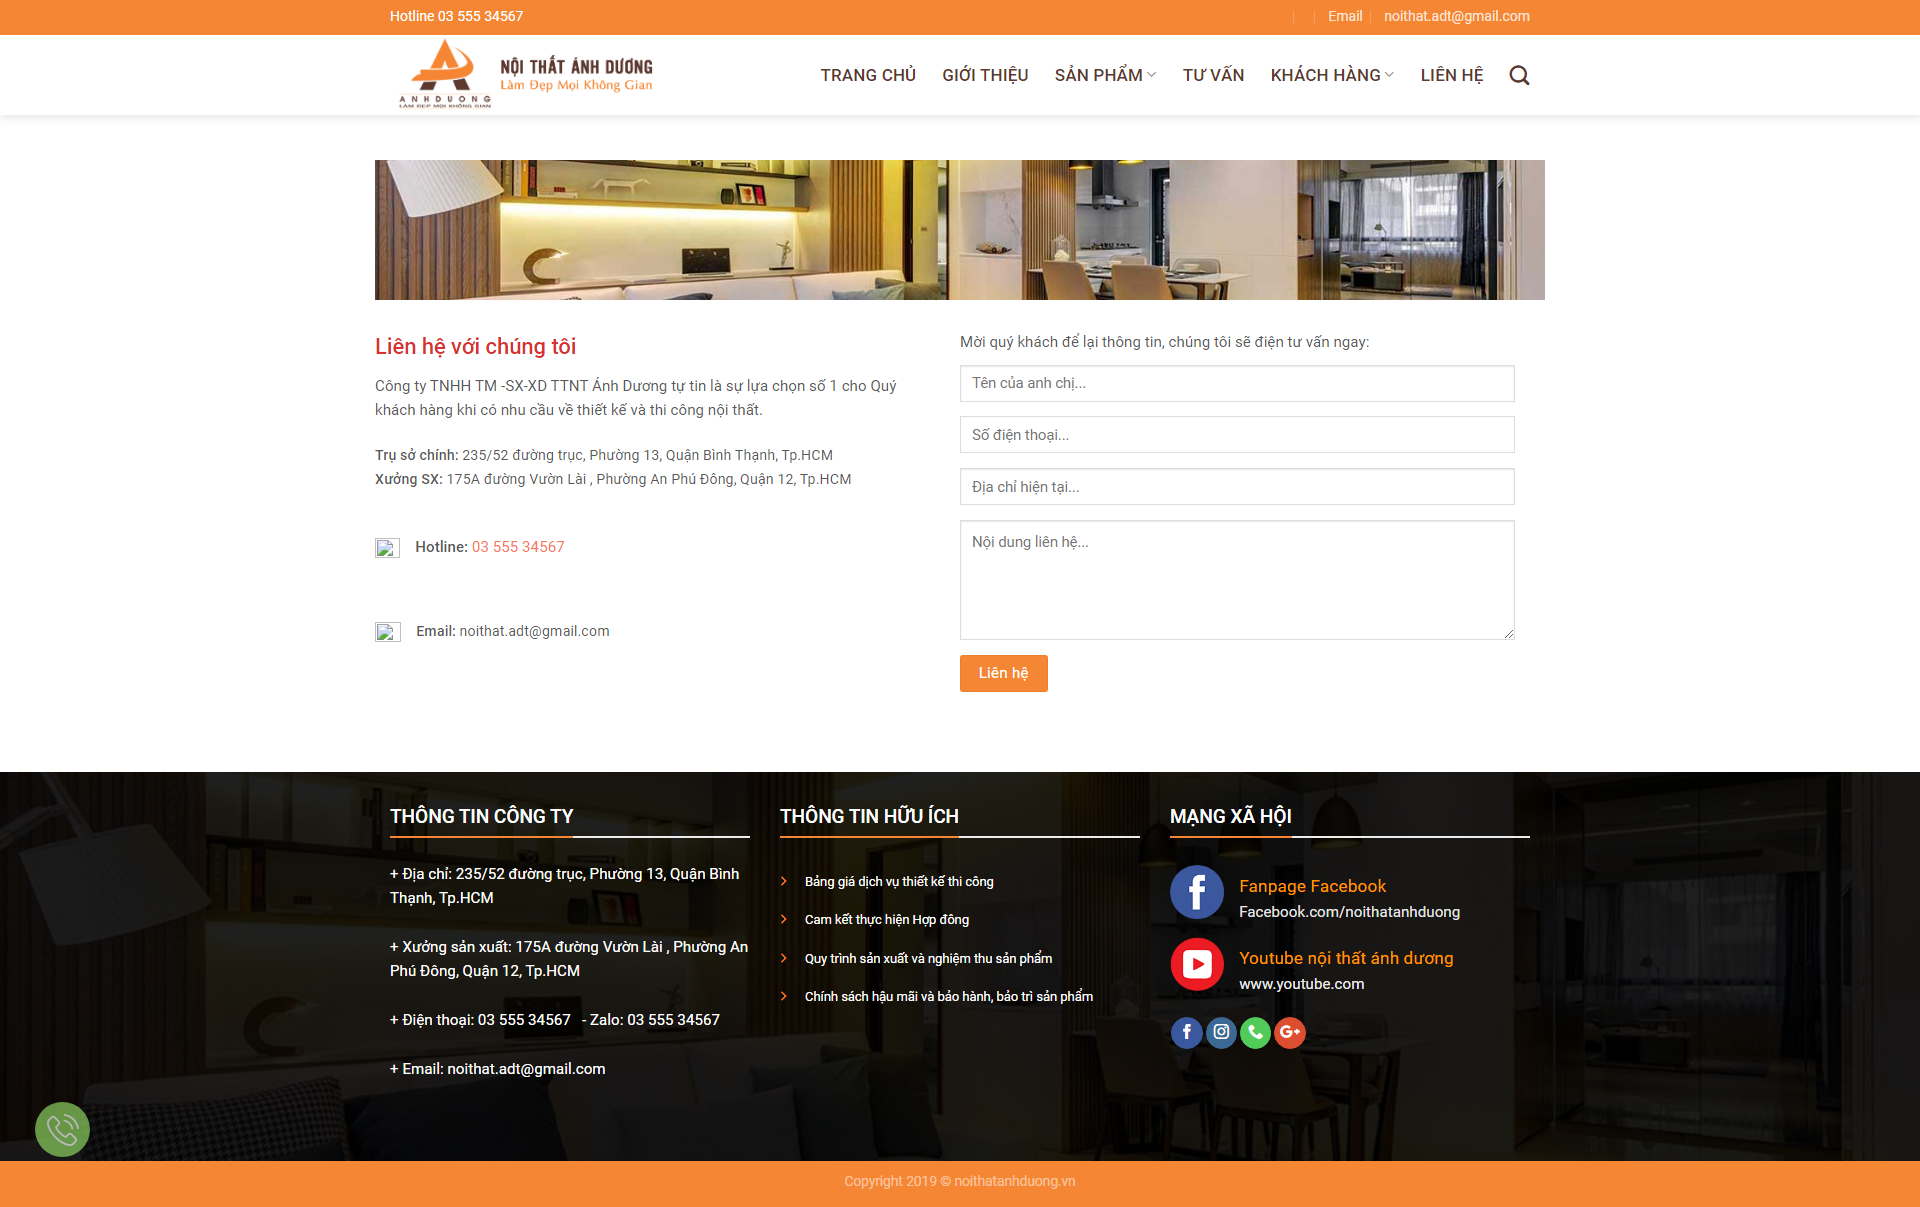 Hotline 03 555 34567
Email
noithat.adt@gmail.com
ANHDUONG
LÀM ĐẸP MỌI KHÔNG GIAN
NỘI THẤT ÁNH DƯƠNG
Làm Đẹp Mọi Không Gian
TRANG CHỦ
GIỚI THIỆU
SẢN PHẨM
TƯ VẤN
KHÁCH HÀNG
LIÊN HỆ
Liên hệ với chúng tôi
Công ty TNHH TM -SX-XD TTNT Ánh Dương tự tin là sự lựa chọn số 1 cho Quý
khách hàng khi có nhu cầu về thiết kế và thi công nội thất.
Trụ sở chính: 235/52 đường trục, Phường 13, Quận Bình Thạnh, Tp.HCM
Xưởng SX: 175A đường Vườn Lài , Phường An Phú Đông, Quận 12, Tp.HCM
Hotline: 03 555 34567
Email: noithat.adt@gmail.com
Mời quý khách để lại thông tin, chúng tôi sẽ điện tư vấn ngay:
Tên của anh chị...
Số điện thoại...
Địa chỉ hiện tại...
Nội dung liên hệ...
Liên hệ
THÔNG TIN CÔNG TY
+ Địa chỉ: 235/52 đường trục, Phường 13, Quận Bình
Thạnh, Tp.HCM
+ Xưởng sản xuất: 175A đường Vườn Lài , Phường An
Phú Đông, Quận 12, Tp.HCM
+ Điện thoại: 03 555 34567 - Zalo: 03 555 34567
+ Email: noithat.adt@gmail.com
THÔNG TIN HỮU ÍCH
Bảng giá dịch vụ thiết kế thi công
Cam kết thực hiện Hợp đông
Quy trình sản xuất và nghiệm thu sản phẩm
Chính sách hậu mãi và bảo hành, bảo trì sản phẩm
MẠNG XÃ HỘI
Fanpage Facebook
Facebook.com/noithatanhduong
Youtube nội thất ánh dương
www.youtube.com
Copyright 2019 © noithatanhduong.vn